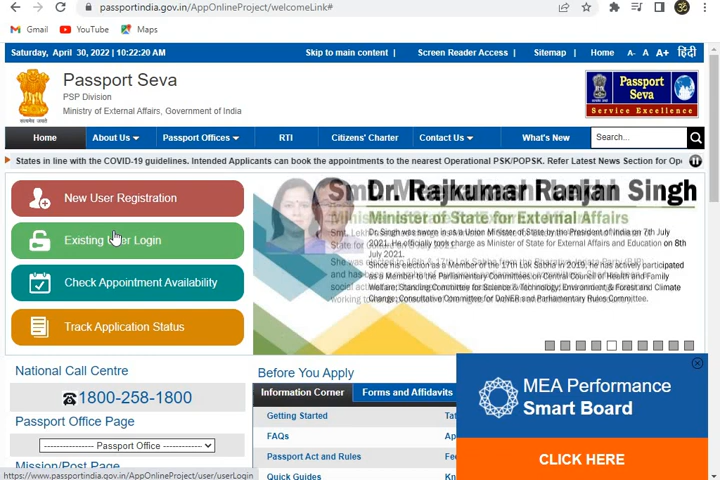 passportindia.gov.in/AppOnlineProject/welcomeLink#
Gmail YouTube Maps
Saturday, April 30, 2022 | 10:22:20 AM
Skip to main content | Screen Reader Access | Sitemap | Home A- A A+ हिंदी
Passport Seva
PSP Division
Ministry of External Affairs, Government of India
सत्यमेव जयते
Passport
Seva
Service Excellence
Home About Us Passport Offices RTI Citizens' Charter Contact Us What's New Search...
States in line with the COVID-19 guidelines. Intended Applicants can book the appointments to the nearest Operational PSK/POPSK. Refer Latest News Section for Ope
New User Registration
Existing User Login
Check Appointment Availability
Track Application Status
Dr. Rajkumar Ranjan Singh
Minister of State for External Affairs
Dr. Singh was sworn in as a Union Minister of State by the President of India on 7th July
2021. He officially took charge as Minister of State for External Affairs and Education on 8th
July 2021.
Since his election as a Member of the 17th Lok Sabha in 2019, he has actively participated
as a Member of the Parliamentary Committees on Central Council of Health and Family
Welfare; Standing Committee for Science & Technology; Environment & Forest and Climate
Change; Consultative Committee for DoNER and Parliamentary Rules Committee.
National Call Centre
1800-258-1800
Passport Office Page
---------------- Passport Office ----------------
Mission/Post Page
Before You Apply
Information Corner Forms and Affidavits
Getting Started Tat
FAQs Ap
Passport Act and Rules Fee
Quick Guides Kn
MEA Performance
Smart Board
CLICK HERE
https://www.passportindia.gov.in/AppOnlineProject/user/userLogin